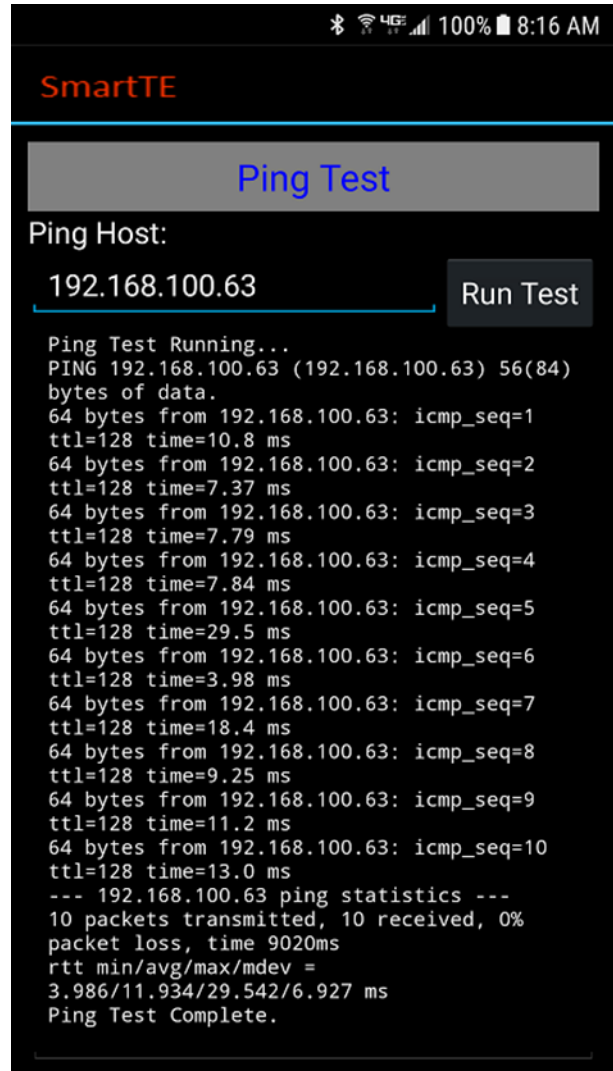 4GE 100% 8:16 AM
SmartTE
Ping Test
Ping Host:
192.168.100.63
Run Test
Ping Test Running...
PING 192.168.100.63 (192.168.100.63) 56(84)
bytes of data.
64 bytes from 192.168.100.63: icmp_seq=1
ttl=128 time=10.8 ms
64 bytes from 192.168.100.63: icmp_seq=2
ttl=128 time=7.37 ms
64 bytes from 192.168.100.63: icmp_seq=3
ttl=128 time=7.79 ms
64 bytes from 192.168.100.63: icmp_seq=4
ttl=128 time=7.84 ms
64 bytes from 192.168.100.63: icmp_seq=5
ttl=128 time=29.5 ms
64 bytes from 192.168.100.63: icmp_seq=6
ttl=128 time=3.98 ms
64 bytes from 192.168.100.63: icmp_seq=7
ttl=128 time=18.4 ms
64 bytes from 192.168.100.63: icmp_seq=8
ttl=128 time=9.25 ms
64 bytes from 192.168.100.63: icmp_seq=9
ttl=128 time=11.2 ms
64 bytes from 192.168.100.63: icmp_seq=10
ttl=128 time=13.0 ms
--- 192.168.100.63 ping statistics ---
10 packets transmitted, 10 received, 0%
packet loss, time 9020ms
rtt min/avg/max/mdev =
3.986/11.934/29.542/6.927 ms
Ping Test Complete.